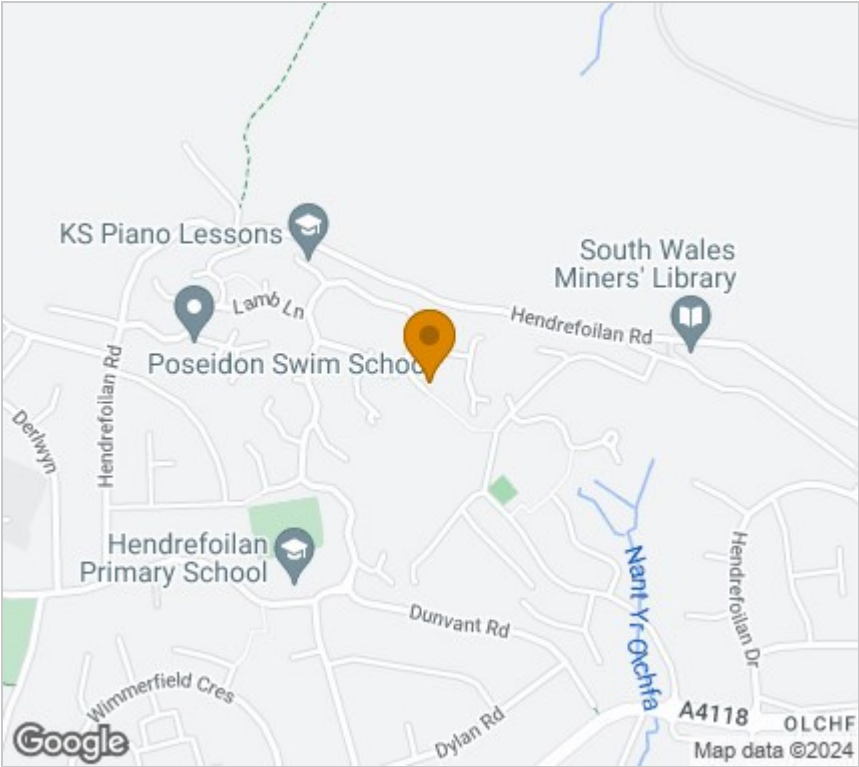 KS Piano Lessons
South Wales
Miners' Library
Lamb Ln
Hendrefoilan Rd
Poseidon Swim School
Hendrefoilan Rd
Derlwyn
Hendrefoilan
Primary School
Nant Yr Olchfa
Hendrefoilan Dr
Dunvant Rd
Wimmerfield Cres
A4118
OLCHF
Dylan Rd
Google
Map data ©2024